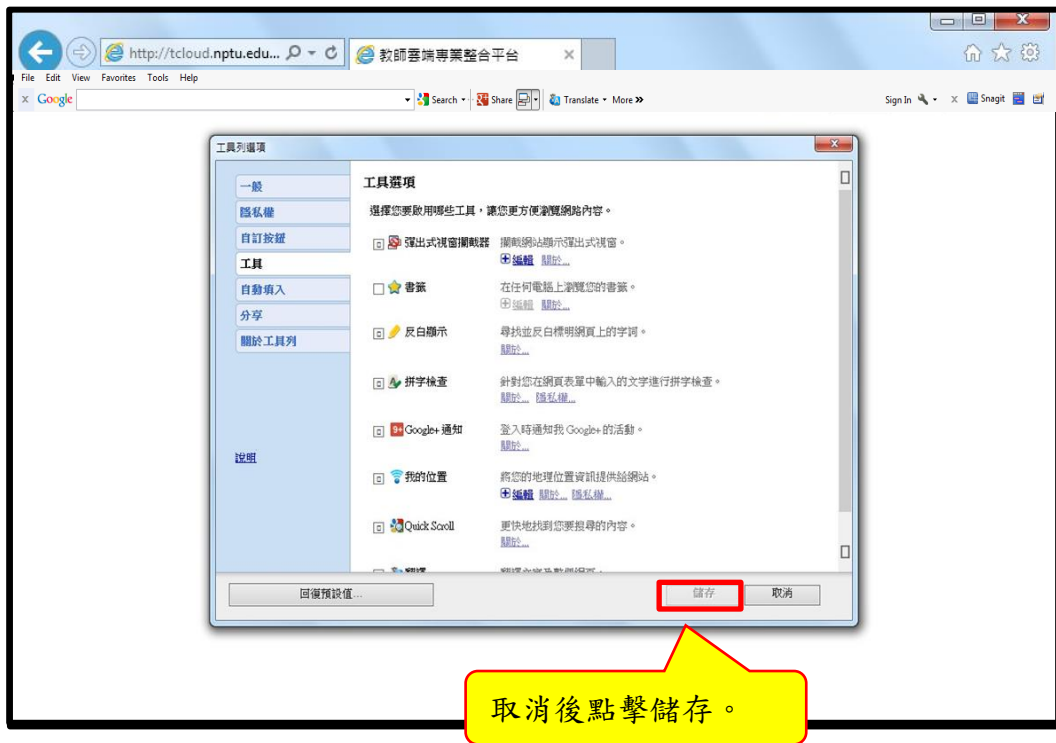 http://tcloud.nptu.edu... 教師雲端專業整合平台
File Edit View Favorites Tools Help
x Google Search Share Translate More » Sign In x Snagit
工具列選項
一般
隱私權
自訂按鈕
工具
自動填入
分享
關於工具列
說明
工具選項
選擇您要啟用哪些工具，讓您更方便瀏覽網路內容。
彈出式視窗攔截器 攔截網站顯示彈出式視窗。
編輯 關於...
書籤 在任何電腦上瀏覽您的書籤。
編輯 關於...
反白顯示 尋找並反白標明網頁上的字詞。
關於...
拼字檢查 針對您在網頁表單中輸入的文字進行拼字檢查。
關於... 隱私權...
Google+ 通知 登入時通知我 Google+ 的活動。
關於...
我的位置 將您的地理位置資訊提供給網站。
編輯 關於... 隱私權...
Quick Scroll 更快地找到您要搜尋的內容。
關於...
回復預設值... 儲存 取消
取消後點擊儲存。